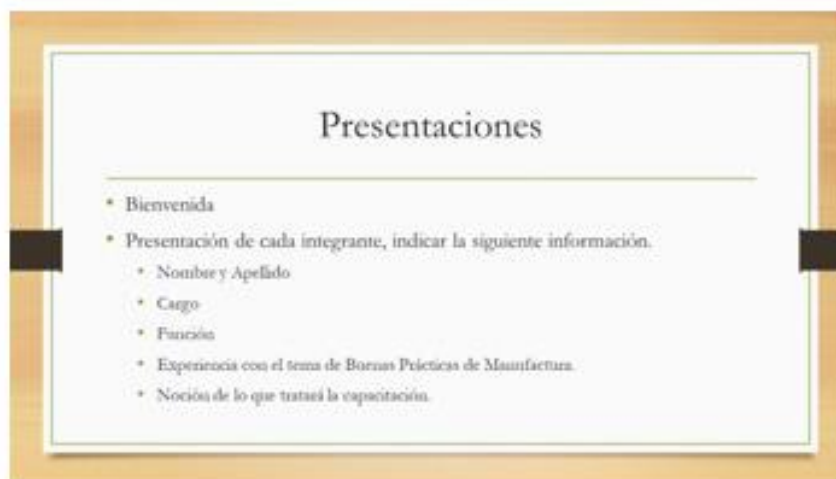 Presentaciones
• Bienvenida
• Presentación de cada integrante, indicar la siguiente información.
• Nombre y Apellido
• Cargo
• Función
• Experiencia con el tema de Buenas Prácticas de Manufactura.
• Noción de lo que tratará la capacitación.